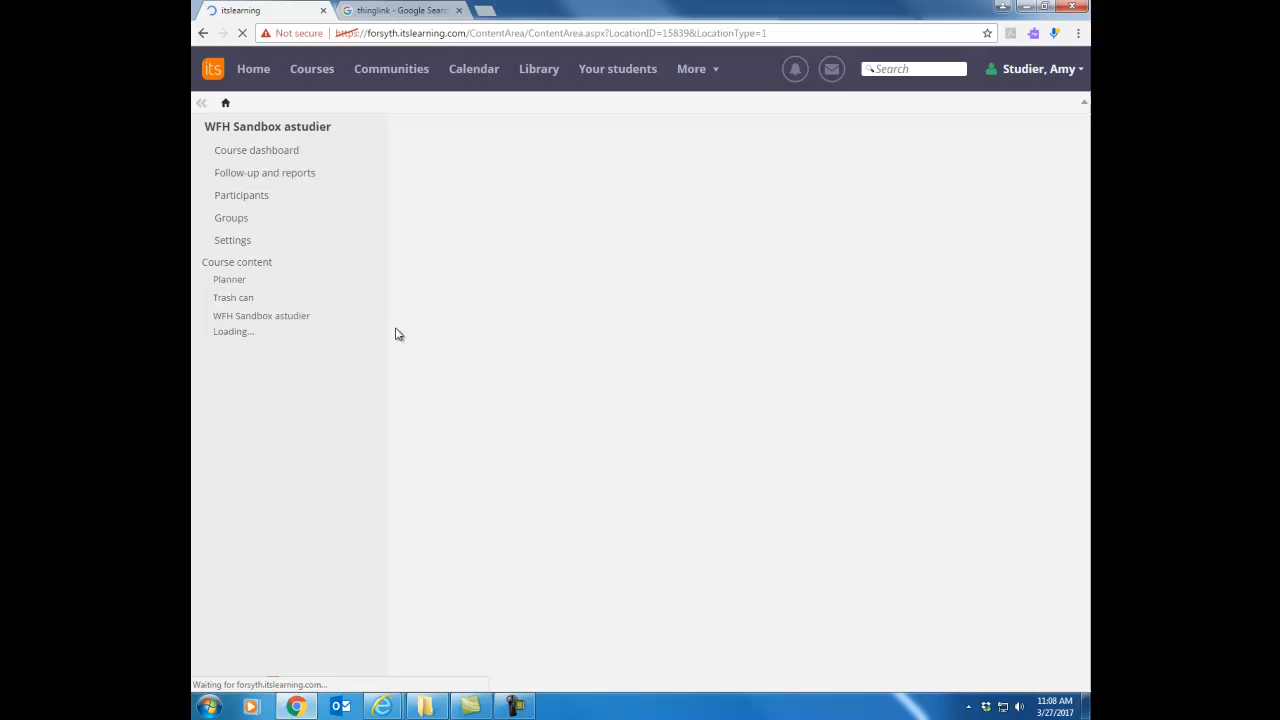 itslearning
thinglink - Google Sear
Not secure
https://forsyth.itslearning.com/ContentArea/ContentArea.aspx?LocationID=15839&LocationType=1
its Home Courses Communities Calendar Library Your students More Search Studier, Amy
WFH Sandbox astudier
Course dashboard
Follow-up and reports
Participants
Groups
Settings
Course content
Planner
Trash can
WFH Sandbox astudier
Loading...
Waiting for forsyth.itslearning.com...
11:08 AM
3/27/2017